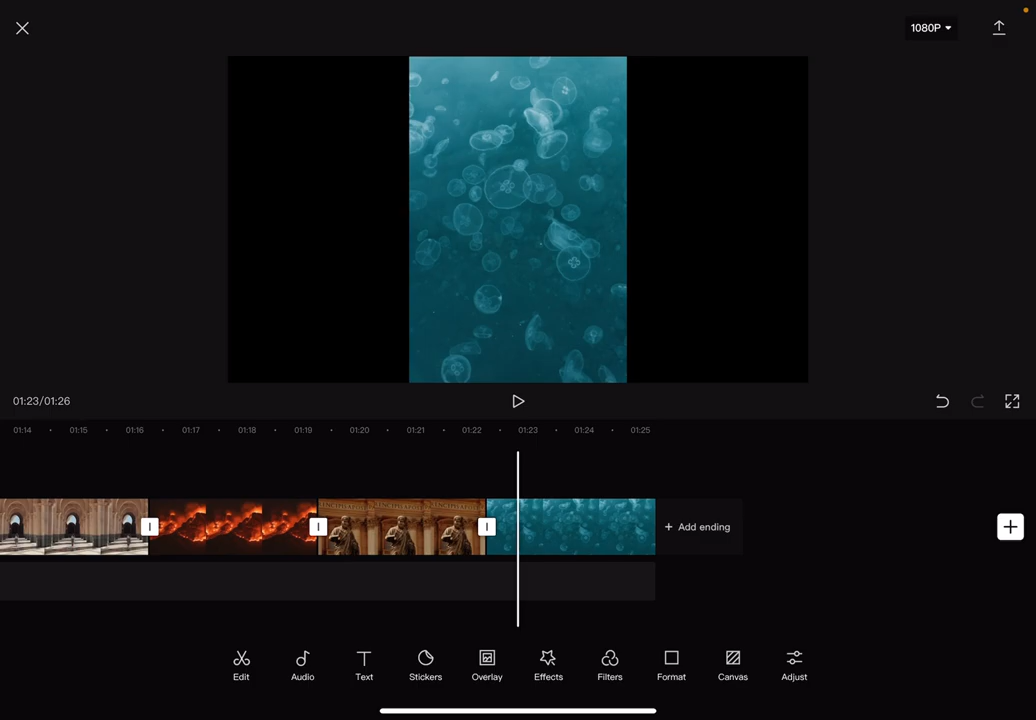 1080P
01:23/01:26
01:14 01:15 01:16 01:17 01:18 01:19 01:20 01:21 01:22 01:23 01:24 01:25
+ Add ending
Edit Audio Text Stickers Overlay Effects Filters Format Canvas Adjust